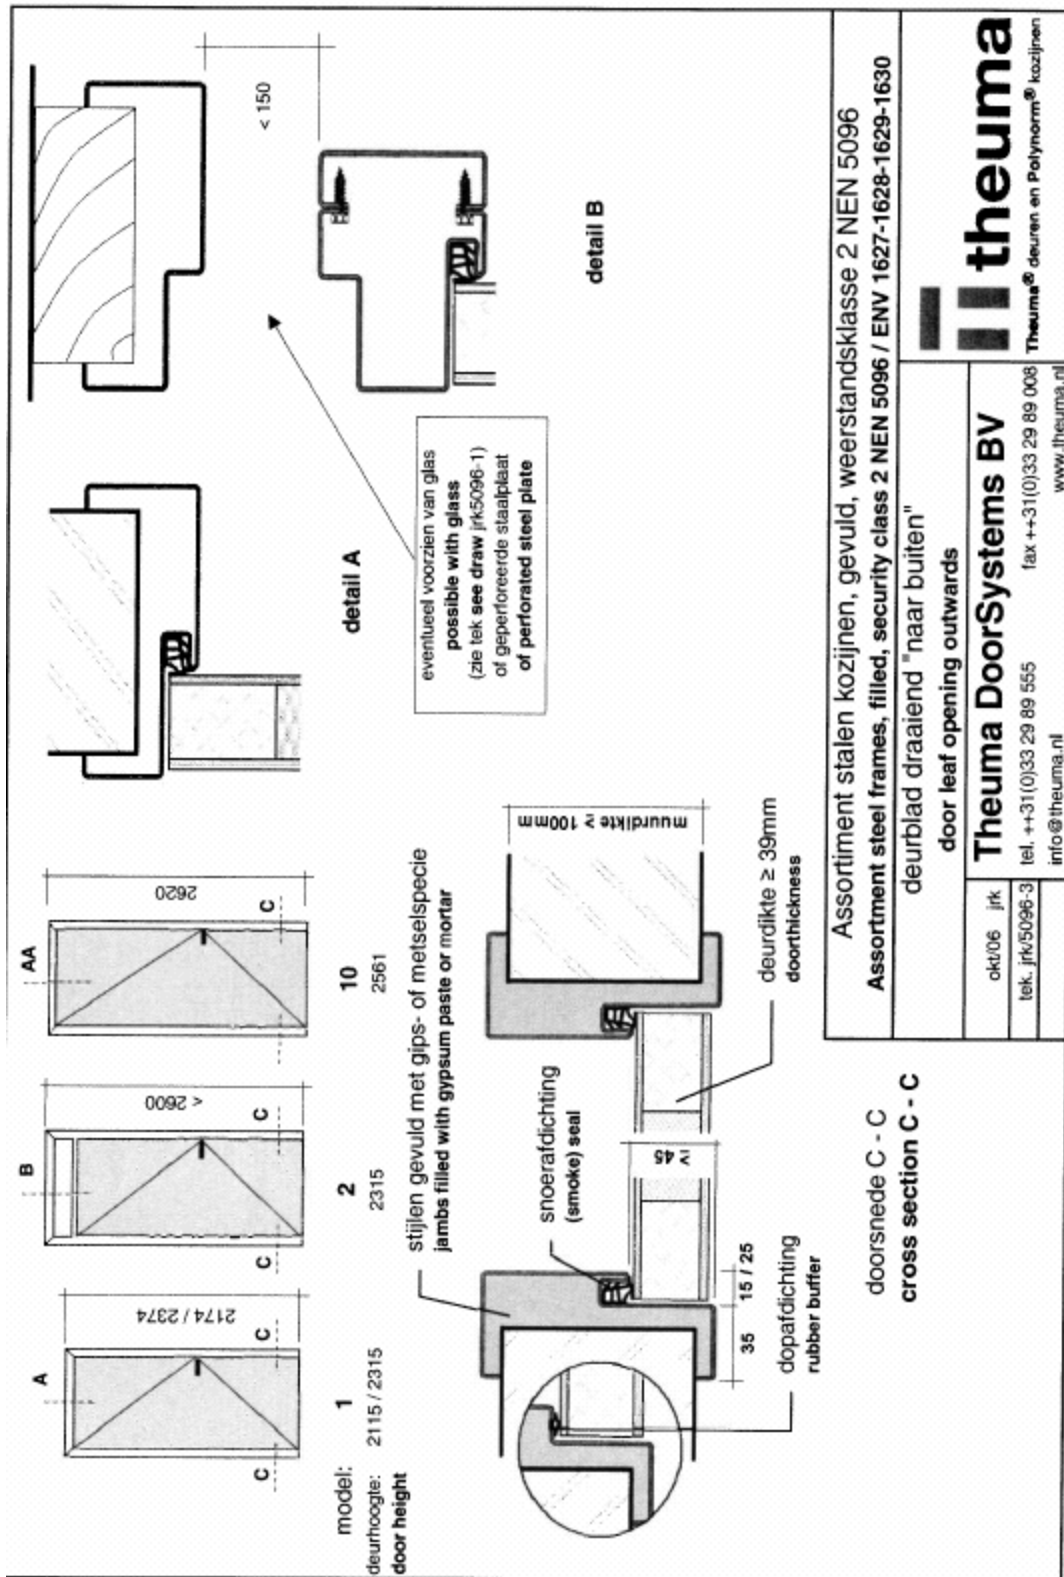 A
B
AA
2174 / 2374
< 2600
2620
C
C
C
C
C
C
model:
1
2
10
deurhoogte:
2115 / 2315
2315
2561
door height
detail A
< 150
eventueel voorzien van glas
possible with glass
(zie tek see draw jrk5096-1)
of geperforeerde staalplaat
of perforated steel plate
detail B
stijlen gevuld met gips- of metselspecie
jambs filled with gypsum paste or mortar
muurdikte ≥ 100mm
snoerafdichting
(smoke) seal
≥ 45
35
15 / 25
deurdikte ≥ 39mm
doorthickness
dopafdichting
rubber buffer
doorsnede C - C
cross section C - C
Assortiment stalen kozijnen, gevuld, weerstandsklasse 2 NEN 5096
Assortment steel frames, filled, security class 2 NEN 5096 / ENV 1627-1628-1629-1630
deurblad draaiend "naar buiten"
door leaf opening outwards
okt/06 jrk
tek. jrk/5096-3
Theuma DoorSystems BV
tel. ++31(0)33 29 89 555
fax ++31(0)33 29 89 008
info@theuma.nl
www.theuma.nl
theuma
Theuma® deuren en Polynorm® kozijnen